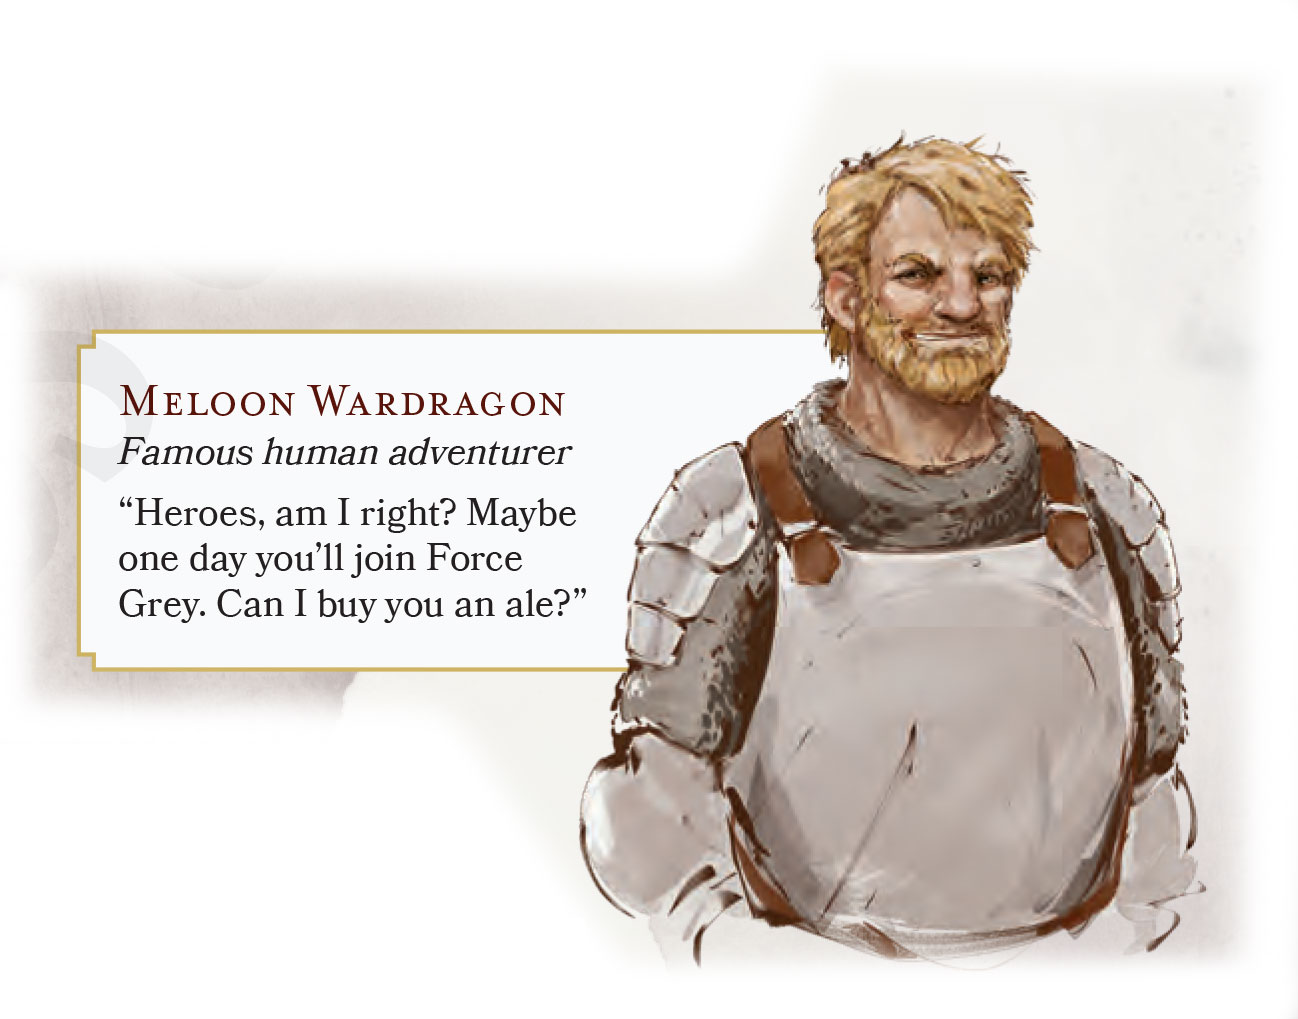 Meloon Wardragon
Famous human adventurer
“Heroes, am I right? Maybe
one day you’ll join Force
Grey. Can I buy you an ale?”